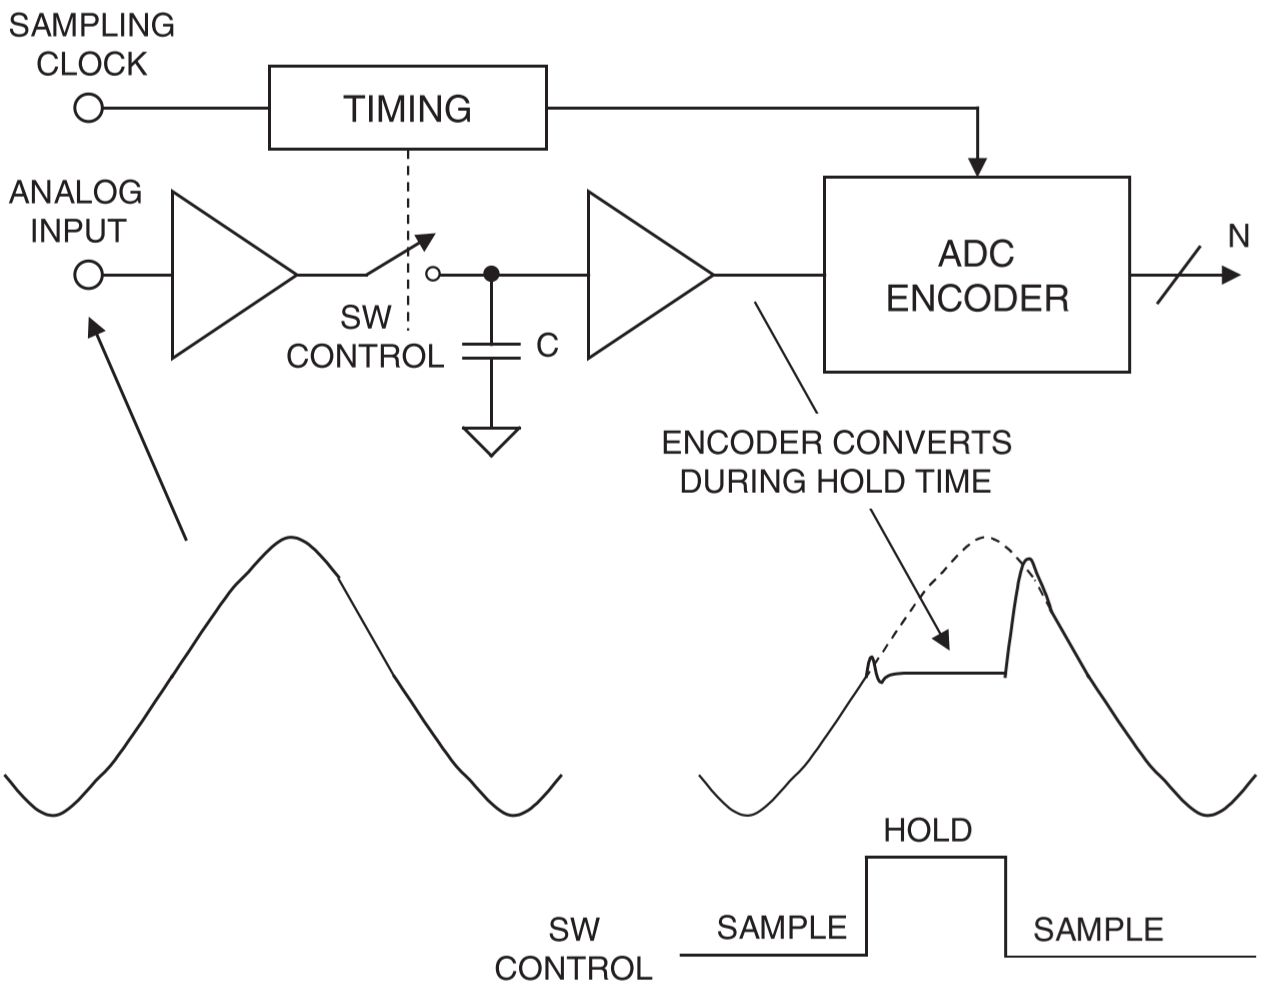 SAMPLING
CLOCK
TIMING
ANALOG
INPUT
SW
CONTROL
C
ADC
ENCODER
N
ENCODER CONVERTS
DURING HOLD TIME
HOLD
SAMPLE
SAMPLE
SW
CONTROL